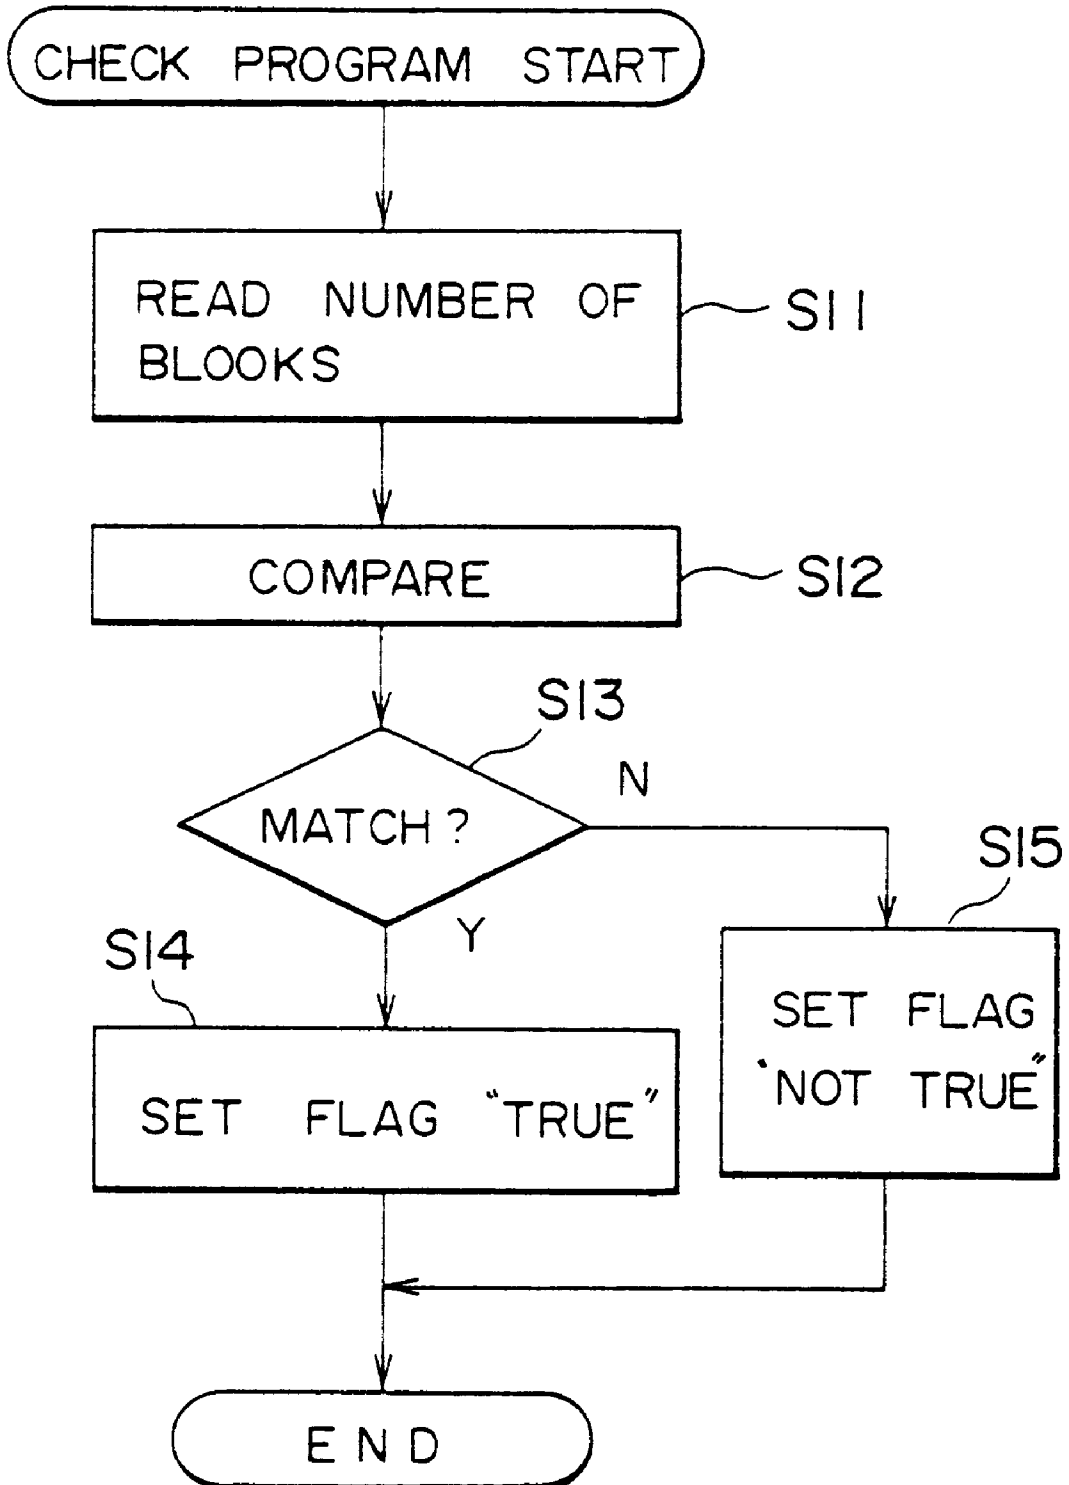 CHECK PROGRAM START
READ NUMBER OF
BLOOKS
S11
COMPARE
S12
S13
MATCH?
N
Y
S15
S14
SET FLAG
"NOT TRUE"
SET FLAG "TRUE"
END